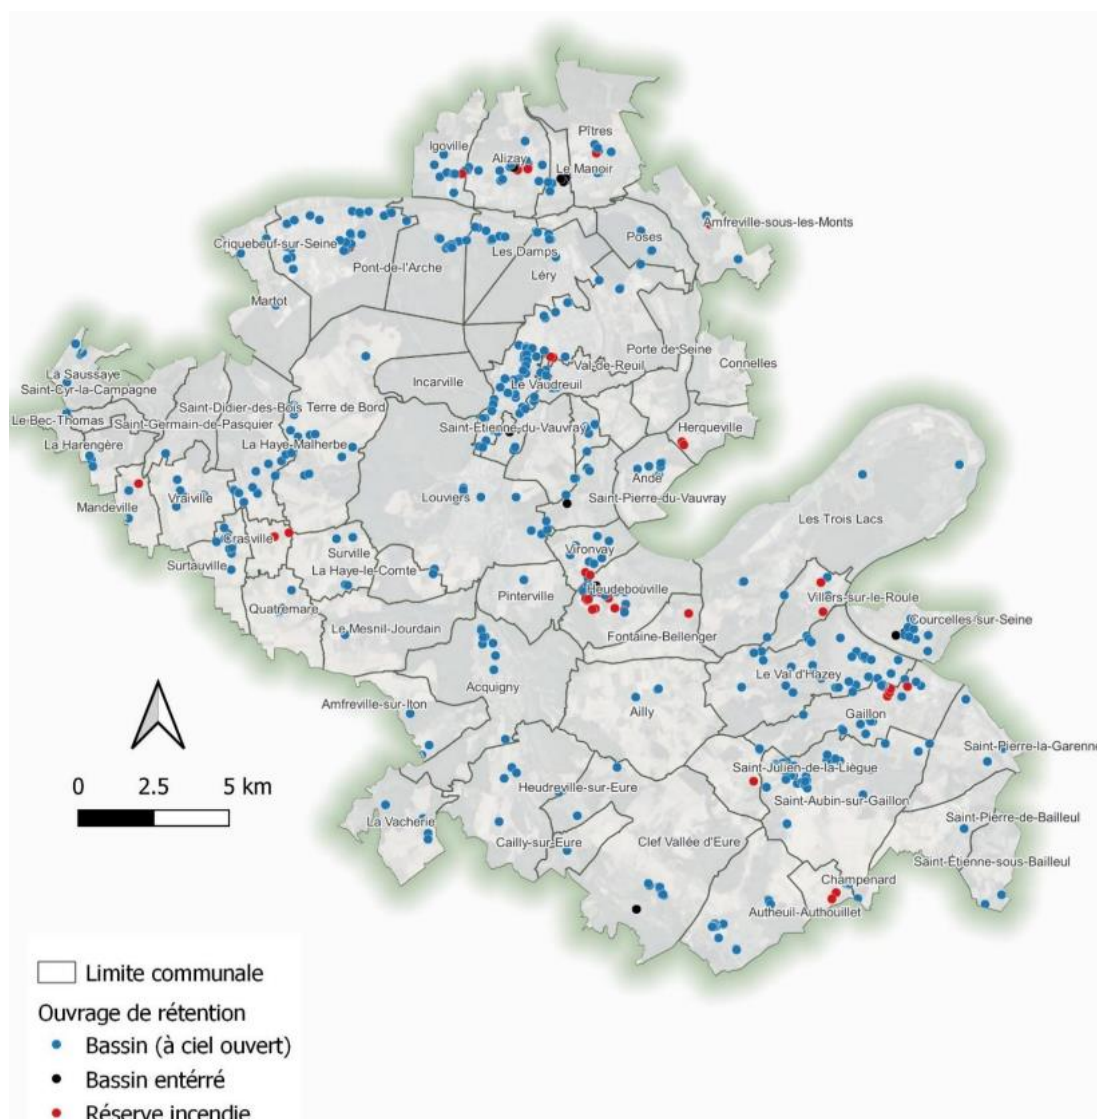 Pîtres
Igoville
Alizay
Le Manoir
Amfreville-sous-les-Monts
Poses
Criquebeuf-sur-Seine
Les Damps
Pont-de-l'Arche
Léry
Martot
Porte de Seine
Connelles
Val-de-Reuil
La Saussaye
Incarville
Le Vaudreuil
Saint-Cyr-la-Campagne
Saint-Didier-des-Bois
Terre de Bord
Le Bec-Thomas
Saint-Germain-de-Pasquier
Saint-Étienne-du-Vauvray
Herqueville
La Harengère
La Haye-Malherbe
Andé
Mandeville
Vraiville
Louviers
Saint-Pierre-du-Vauvray
Les Trois Lacs
Crasville
Surville
Vironvay
Surtauville
La Haye-le-Comte
Pinterville
Heudebouville
Villers-sur-le-Roule
Quatremare
Courcelles-sur-Seine
Le Mesnil-Jourdain
Fontaine-Bellenger
Le Val d'Hazey
Acquigny
Amfreville-sur-Iton
Ailly
Gaillon
Saint-Pierre-la-Garenne
Saint-Julien-de-la-Liègue
Heudreville-sur-Eure
Saint-Aubin-sur-Gaillon
La Vacherie
Saint-Pierre-de-Bailleul
Cailly-sur-Eure
Clef Vallée d'Eure
Saint-Étienne-sous-Bailleul
Champenard
Autheuil-Authouillet
0 2.5 5 km
Limite communale
Ouvrage de rétention
Bassin (à ciel ouvert)
Bassin entérré
Réserve incendie